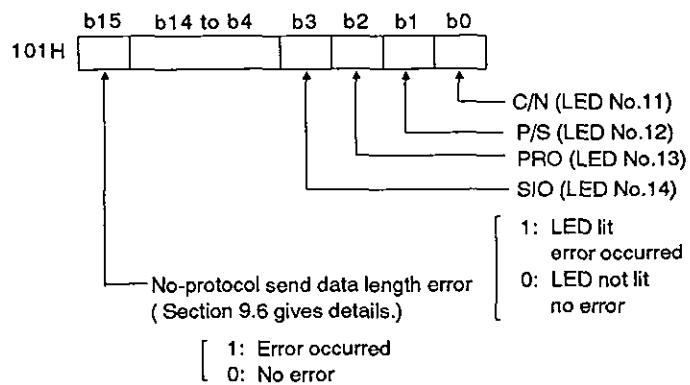 b15 b14 to b4 b3 b2 b1 b0
101H
C/N (LED No.11)
P/S (LED No.12)
PRO (LED No.13)
SIO (LED No.14)
1: LED lit
error occurred
0: LED not lit
no error
No-protocol send data length error
( Section 9.6 gives details.)
1: Error occurred
0: No error